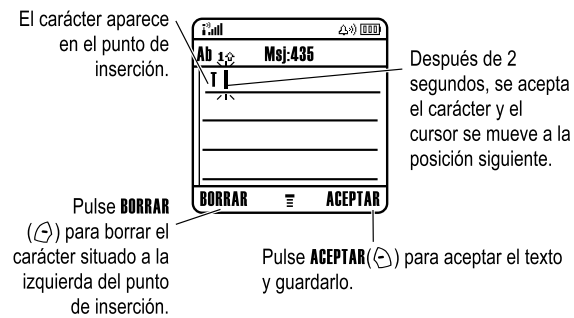 El carácter aparece
en el punto de
inserción.
Ab 1⇧ Msj:435
T
Después de 2
segundos, se acepta
el carácter y el
cursor se mueve a la
posición siguiente.
BORRAR ACEPTAR
Pulse BORRAR
(-) para borrar el
carácter situado a la
izquierda del punto
de inserción.
Pulse ACEPTAR(-) para aceptar el texto
y guardarlo.